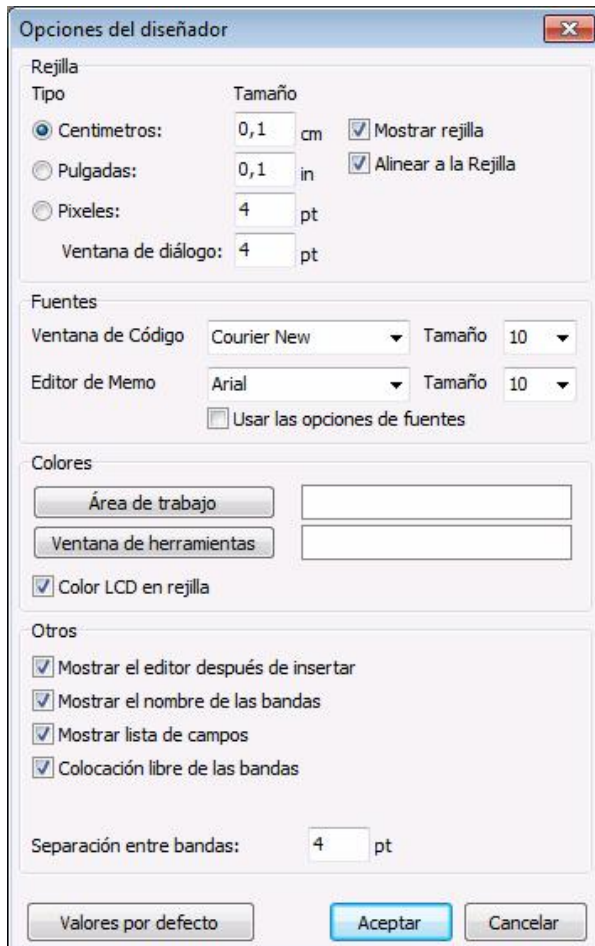 Opciones del diseñador
Rejilla
Tipo Tamaño
Centimetros: 0,1 cm Mostrar rejilla
Pulgadas: 0,1 in Alinear a la Rejilla
Pixeles: 4 pt
Ventana de diálogo: 4 pt
Fuentes
Ventana de Código Courier New Tamaño 10
Editor de Memo Arial Tamaño 10
Usar las opciones de fuentes
Colores
Área de trabajo
Ventana de herramientas
Color LCD en rejilla
Otros
Mostrar el editor después de insertar
Mostrar el nombre de las bandas
Mostrar lista de campos
Colocación libre de las bandas
Separación entre bandas: 4 pt
Valores por defecto Aceptar Cancelar